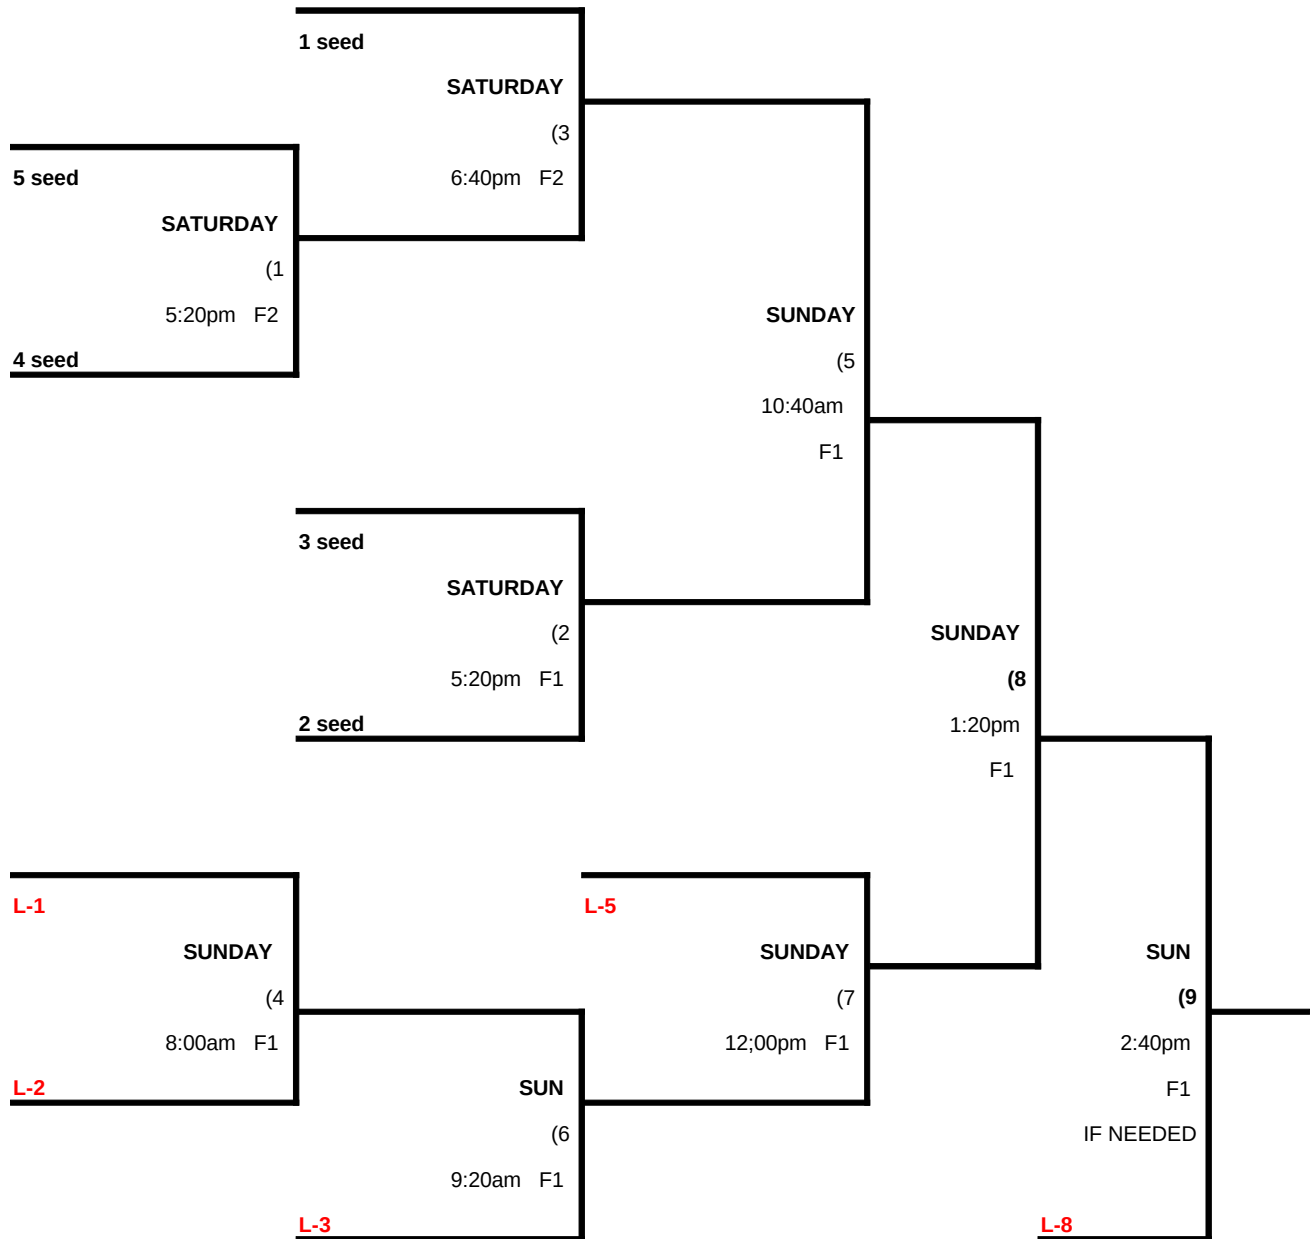 1 seed
SATURDAY
(3
6:40pm F2
5 seed
SATURDAY
(1
5:20pm F2
4 seed
SUNDAY
(5
10:40am
F1
3 seed
SATURDAY
(2
5:20pm F1
2 seed
SUNDAY
(8
1:20pm
F1
L-1
SUNDAY
(4
8:00am F1
L-2
L-5
SUNDAY
(7
12;00pm F1
SUN
(6
9:20am F1
L-3
SUN
(9
2:40pm
F1
IF NEEDED
L-8